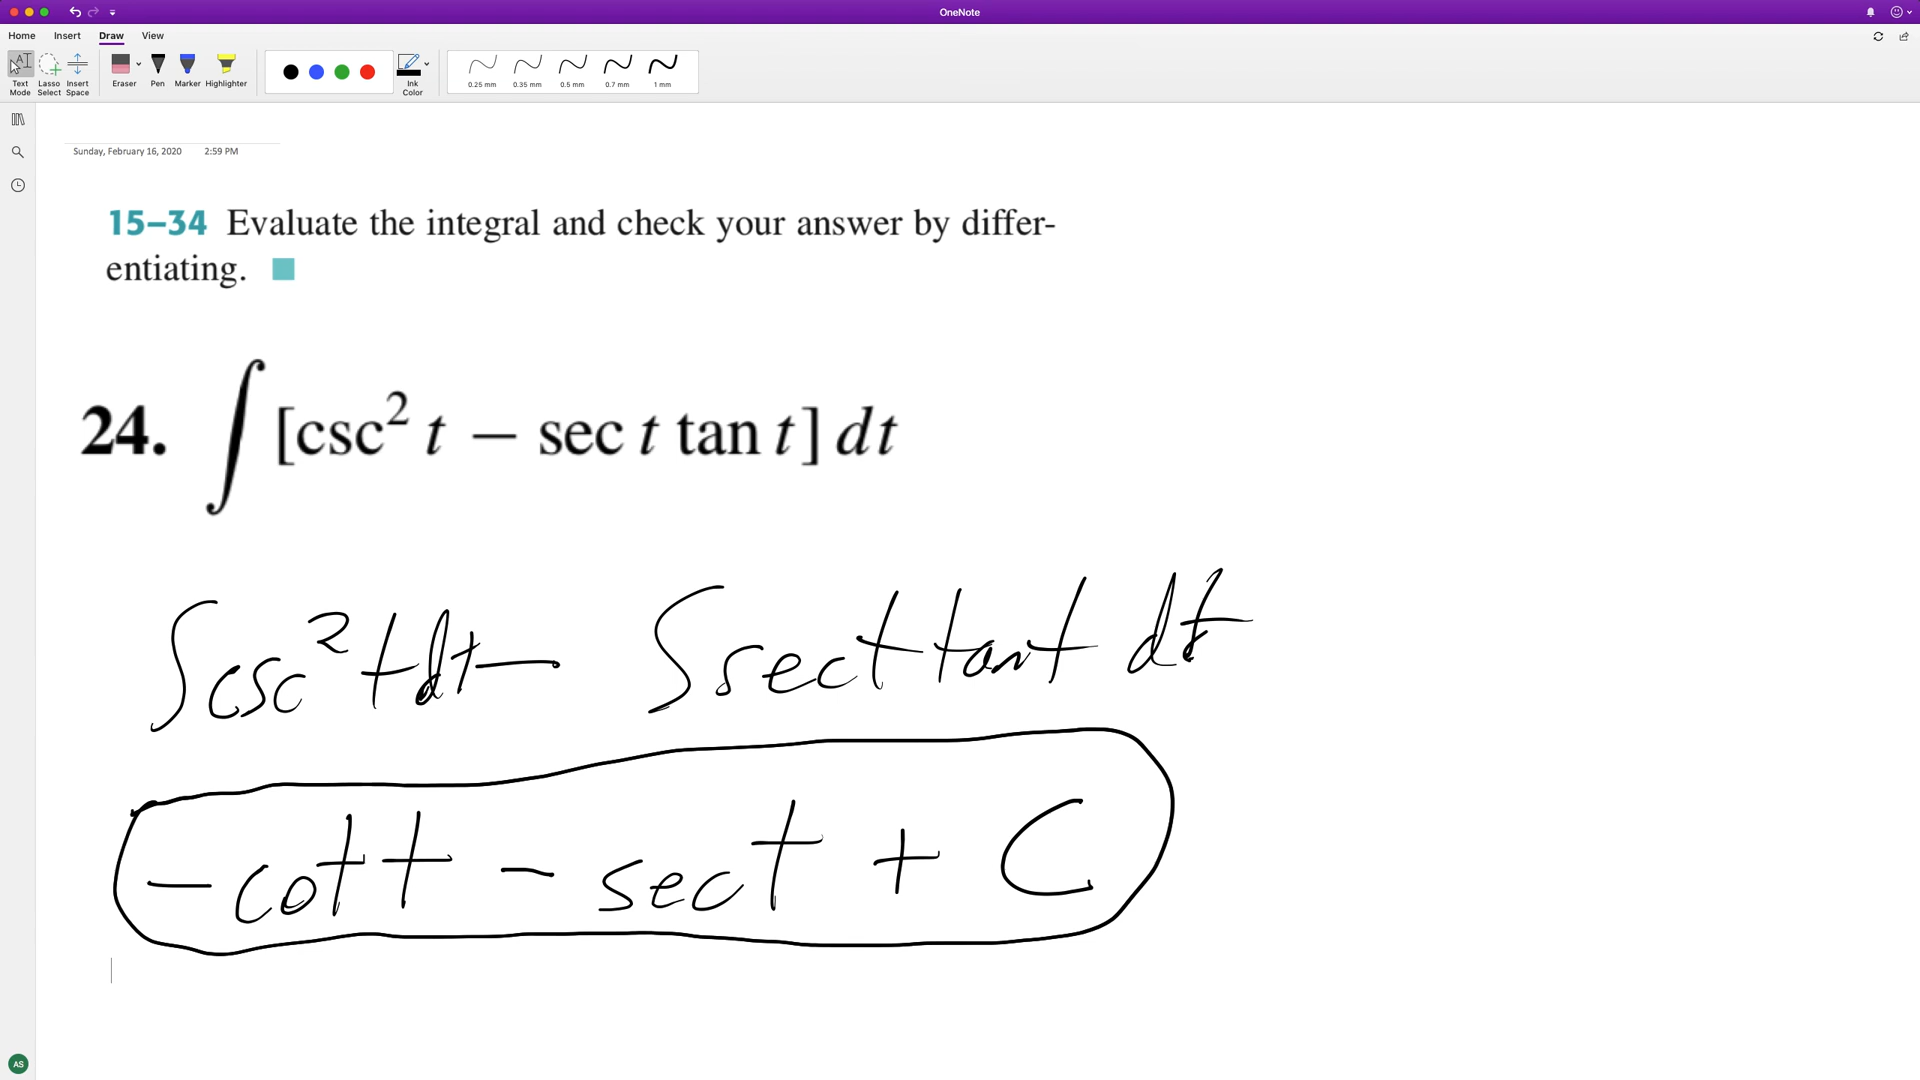 OneNote
Home Insert Draw View
Text Mode Lasso Select Insert Space Eraser Pen Marker Highlighter Ink Color 0.25 mm 0.35 mm 0.5 mm 0.7 mm 1 mm
Sunday, February 16, 2020 2:59 PM
15–34 Evaluate the integral and check your answer by differ-
entiating.
24. ∫ [csc² t − sec t tan t] dt
∫ csc² t dt − ∫ sec t tan t dt
− cot t − sec t + C
AS